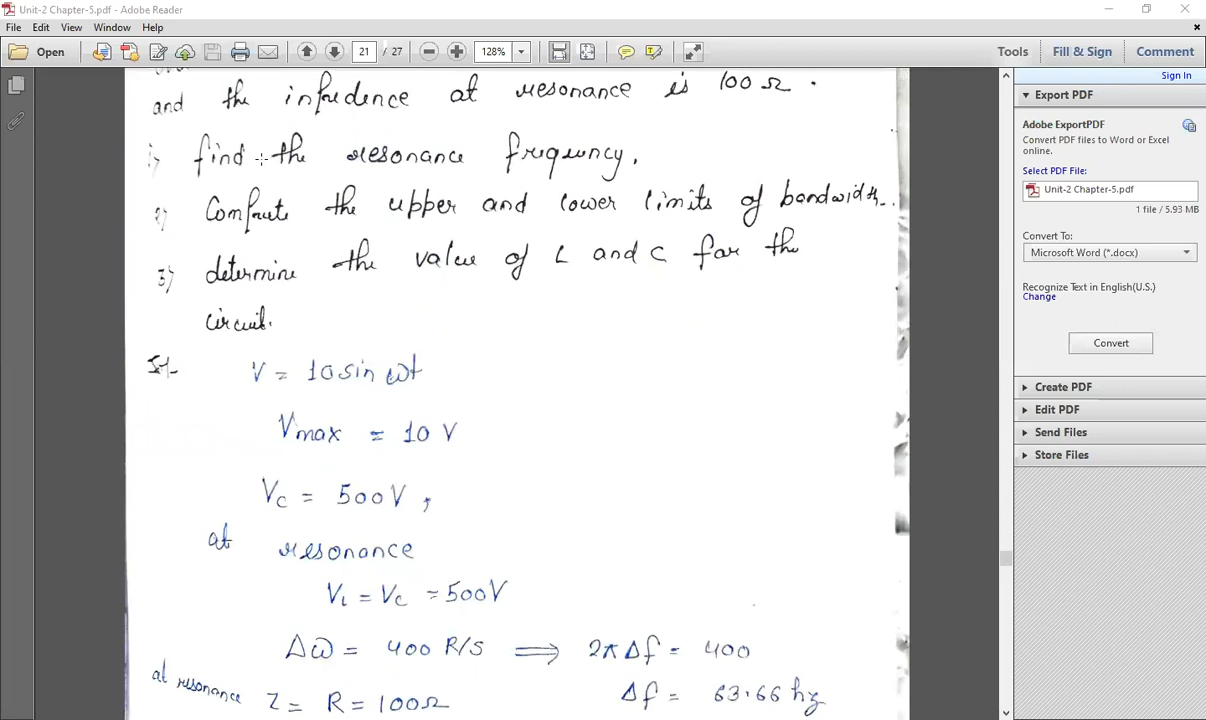 Unit-2 Chapter-5.pdf - Adobe Reader
File Edit View Window Help
Open 21 / 27 128% Tools Fill & Sign Comment
Sign In
and the impedence at resonance is 100 Ω .
1) find the resonance frequency.
2) Compute the upper and lower limits of bandwidth.
3) determine the value of L and C for the
circuit.
Sol-
V = 10 sin ωt
Vmax = 10 V
Vc = 500V ,
at resonance
VL = Vc = 500V
Δω = 400 R/S ⟹ 2π Δf = 400
at resonance Z = R = 100Ω Δf = 63.66 hz
Export PDF
Adobe ExportPDF
Convert PDF files to Word or Excel
online.
Select PDF File:
Unit-2 Chapter-5.pdf
1 file / 5.93 MB
Convert To:
Microsoft Word (*.docx)
Recognize Text in English(U.S.)
Change
Convert
Create PDF
Edit PDF
Send Files
Store Files